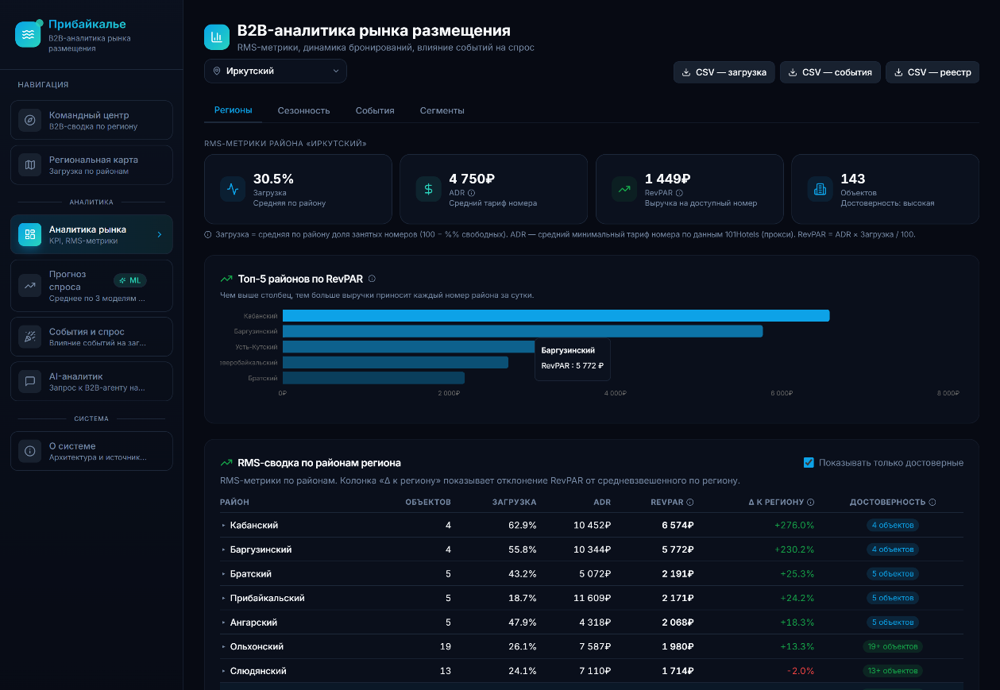 Прибайкалье
B2B-аналитика рынка
размещения
НАВИГАЦИЯ
Командный центр
B2B-сводка по региону
Региональная карта
Загрузка по районам
АНАЛИТИКА
Аналитика рынка
KPI, RMS-метрики
Прогноз
спроса
ML
Среднее по 3 моделям ...
События и спрос
Влияние событий на заг...
AI-аналитик
Запрос к B2B-агенту на...
СИСТЕМА
О системе
Архитектура и источник...
B2B-аналитика рынка размещения
RMS-метрики, динамика бронирований, влияние событий на спрос
Иркутский
CSV — загрузка
CSV — события
CSV — реестр
Регионы Сезонность События Сегменты
RMS-МЕТРИКИ РАЙОНА «ИРКУТСКИЙ»
30.5%
Загрузка
Средняя по району
4 750₽
ADR
Средний тариф номера
1 449₽
RevPAR
Выручка на доступный номер
143
Объектов
Достоверность: высокая
Загрузка = средняя по району доля занятых номеров (100 − %% свободных). ADR — средний минимальный тариф номера по данным 101Hotels (прокси). RevPAR = ADR × Загрузка / 100.
Топ-5 районов по RevPAR
Чем выше столбец, тем больше выручки приносит каждый номер района за сутки.
Кабанский
Баргузинский
Усть-Кутский
веробайкальский
Братский
Баргузинский
RevPAR : 5 772 ₽
0₽ 2 000₽ 4 000₽ 6 000₽ 8 000₽
RMS-сводка по районам региона
Показывать только достоверные
RMS-метрики по районам. Колонка «Δ к региону» показывает отклонение RevPAR от средневзвешенного по региону.
РАЙОН ОБЪЕКТОВ ЗАГРУЗКА ADR REVPAR Δ К РЕГИОНУ ДОСТОВЕРНОСТЬ
Кабанский 4 62.9% 10 452₽ 6 574₽ +276.0% 4 объектов
Баргузинский 4 55.8% 10 344₽ 5 772₽ +230.2% 4 объектов
Братский 5 43.2% 5 072₽ 2 191₽ +25.3% 5 объектов
Прибайкальский 5 18.7% 11 609₽ 2 171₽ +24.2% 5 объектов
Ангарский 5 47.9% 4 318₽ 2 068₽ +18.3% 5 объектов
Ольхонский 19 26.1% 7 587₽ 1 980₽ +13.3% 19+ объектов
Слюдянский 13 24.1% 7 110₽ 1 714₽ -2.0% 13+ объектов